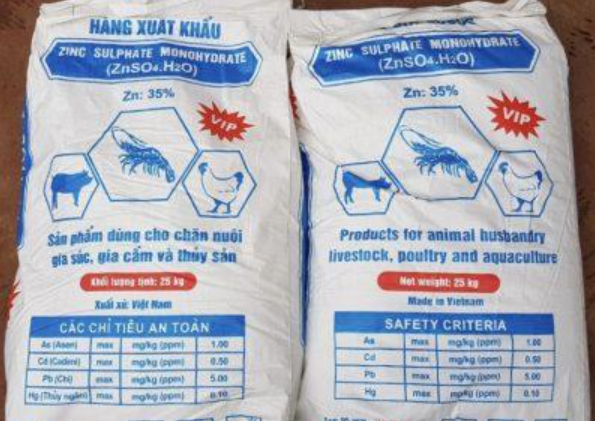 HÀNG XUẤT KHẨU
ZINC SULPHATE MONOHYDRATE
(ZnSO4.H2O)
Zn: 35%
VIP
Sản phẩm dùng cho chăn nuôi
gia súc, gia cầm và thủy sản
Khối lượng tịnh: 25 kg
Xuất xứ: Việt Nam
CÁC CHỈ TIÊU AN TOÀN
As (Asen) max mg/kg (ppm) 1.00
Cd (Cadimi) max mg/kg (ppm) 0.50
Pb (Chì) max mg/kg (ppm) 5.00
Hg (Thủy ngân) max mg/kg (ppm) 0.10
ZINC SULPHATE MONOHYDRATE
(ZnSO4.H2O)
Zn: 35%
VIP
Products for animal husbandry
livestock, poultry and aquaculture
Net weight: 25 kg
Made in Vietnam
SAFETY CRITERIA
As max mg/kg (ppm) 1.00
Cd max mg/kg (ppm) 0.50
Pb max mg/kg (ppm) 5.00
Hg max mg/kg (ppm) 0.10